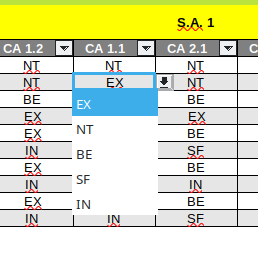 S.A. 1
CA 1.2 CA 1.1 CA 2.1 C
NT NT NT
NT EX NT
BE EX BE
EX EX
EX NT BE
IN BE SF
EX BE
IN SF IN
EX IN BE
IN IN SF